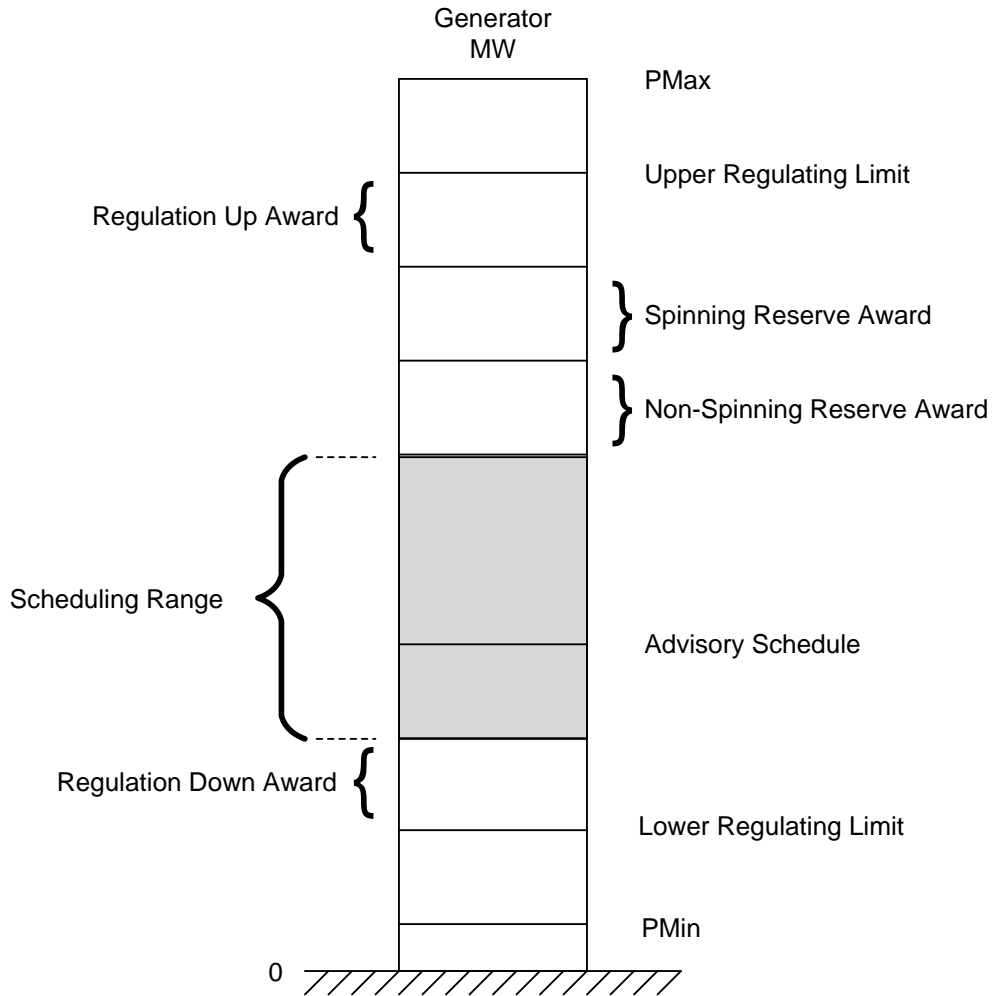 Generator
MW
PMax
Upper Regulating Limit
Regulation Up Award
Spinning Reserve Award
Non-Spinning Reserve Award
Scheduling Range
Advisory Schedule
Regulation Down Award
Lower Regulating Limit
PMin
0